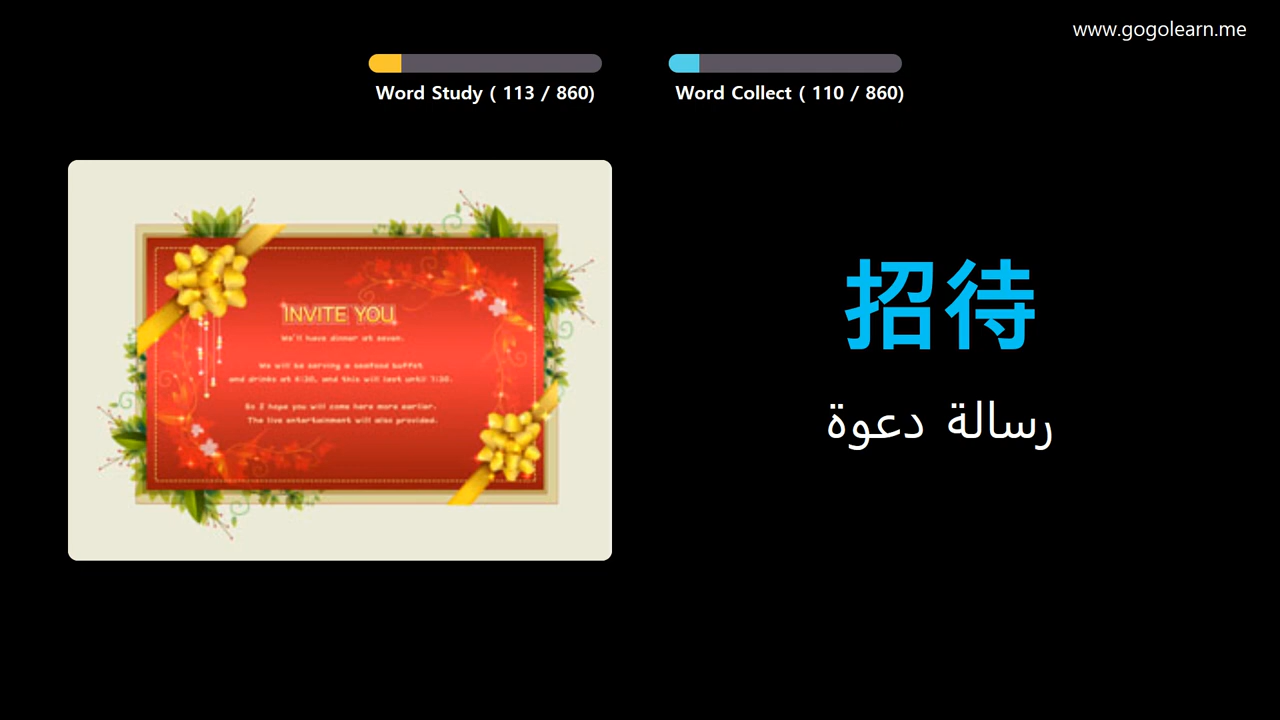 www.gogolearn.me
Word Study ( 113 / 860)
Word Collect ( 110 / 860)
INVITE YOU
We'll have dinner at seven.
We will be serving a seafood buffet
and drinks at 6:30, and this will last until 7:30.
So I hope you will come here more earlier.
The live entertainment will also provided.
招待
رسالة دعوة